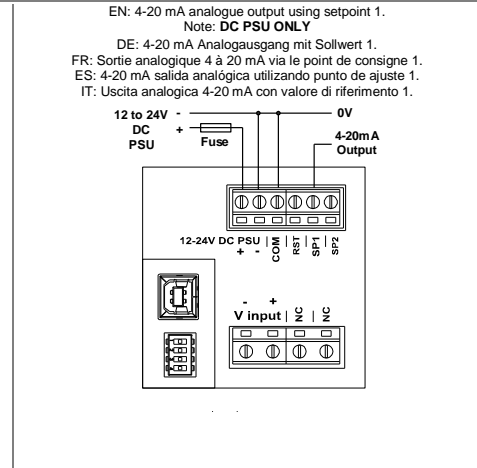 EN: 4-20 mA analogue output using setpoint 1.
Note: DC PSU ONLY
DE: 4-20 mA Analogausgang mit Sollwert 1.
FR: Sortie analogique 4 à 20 mA via le point de consigne 1.
ES: 4-20 mA salida analógica utilizando punto de ajuste 1.
IT: Uscita analogica 4-20 mA con valore di riferimento 1.
12 to 24V -
DC +
PSU
Fuse
0V
4-20mA
Output
12-24V DC PSU | COM | RST | SP1 | SP2
+ -
- +
V input | NC | NC